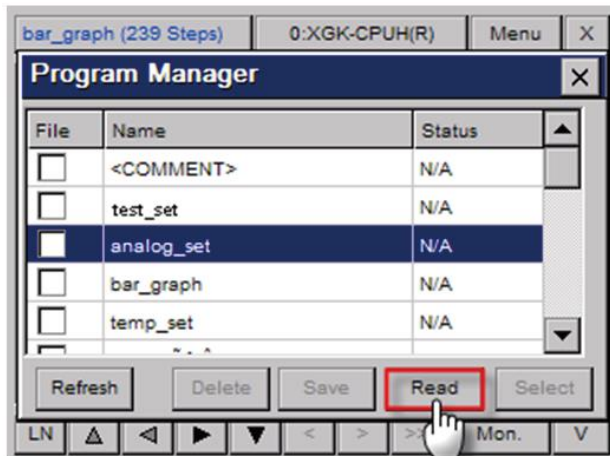 bar_graph (239 Steps) 0:XGK-CPUH(R) Menu X
Program Manager X
File Name Status
<COMMENT> N/A
test_set N/A
analog_set N/A
bar_graph N/A
temp_set N/A
Refresh Delete Save Read Select
LN < > Mon. V